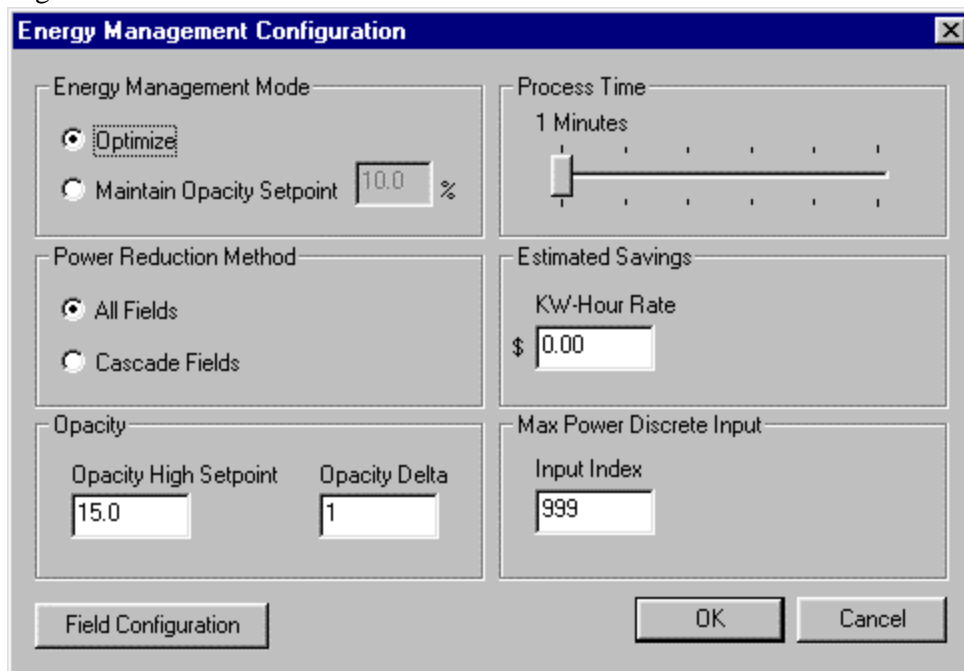 Energy Management Configuration
Energy Management Mode
Optimize
Maintain Opacity Setpoint 10.0 %
Process Time
1 Minutes
Power Reduction Method
All Fields
Cascade Fields
Estimated Savings
KW-Hour Rate
$ 0.00
Opacity
Opacity High Setpoint Opacity Delta
15.0 1
Max Power Discrete Input
Input Index
999
Field Configuration OK Cancel